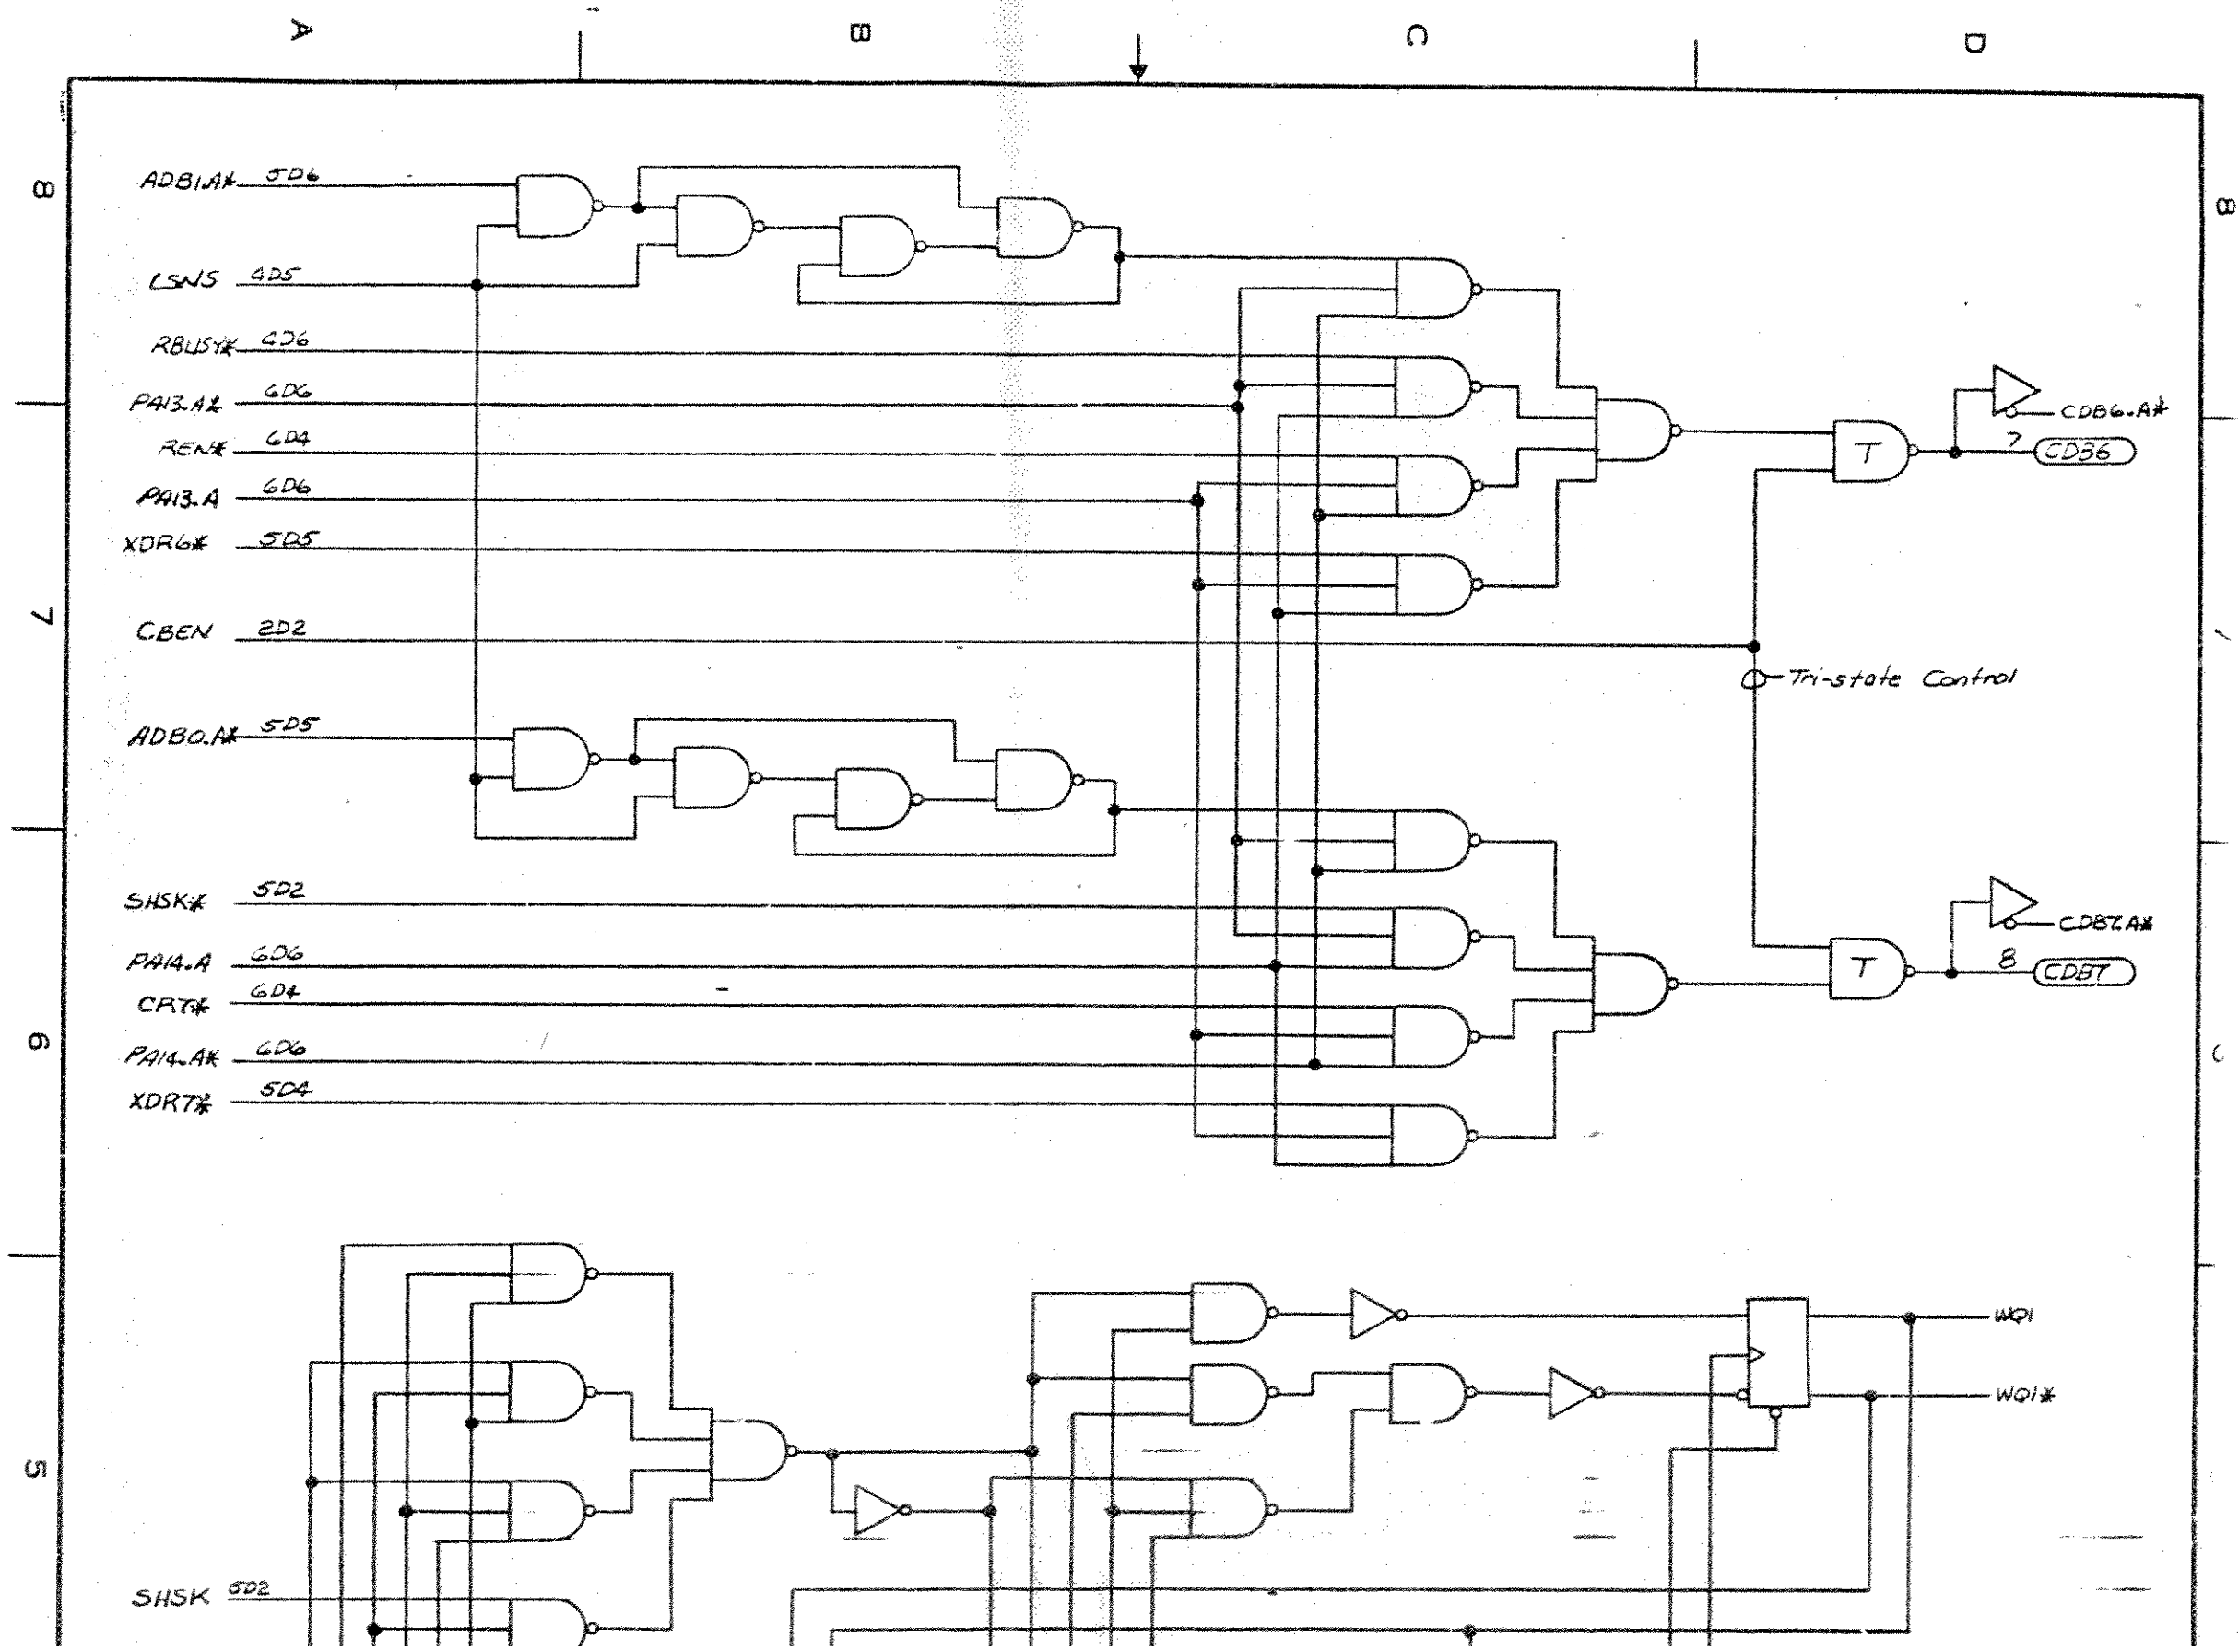 A B C D
8 8
ADB1.A* 5D6
LSNS 4D5
RBUSY* 4D6
PA13.A* 6D6
REN* 6D4
PA13.A 6D6
XDR6* 5D5
CBEN 2D2
T
CDB6.A*
7 CDB6
7
Tri-state Control
ADB0.A* 5D5
SHSK* 5D2
PA14.A 6D6
CRT* 6D4
PA14.A* 6D6
XDR7* 5D4
T
CDB7.A*
8 CDB7
6
WQ1
WQ1*
5
SHSK 5D2